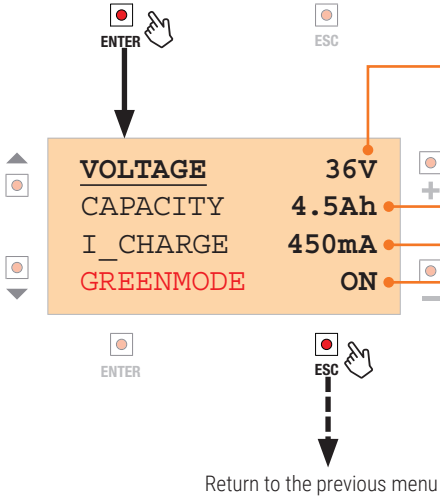 ENTER
ESC
VOLTAGE 36V
CAPACITY 4.5Ah
I_CHARGE 450mA
GREENMODE ON
+
−
ENTER
ESC
Return to the previous menu